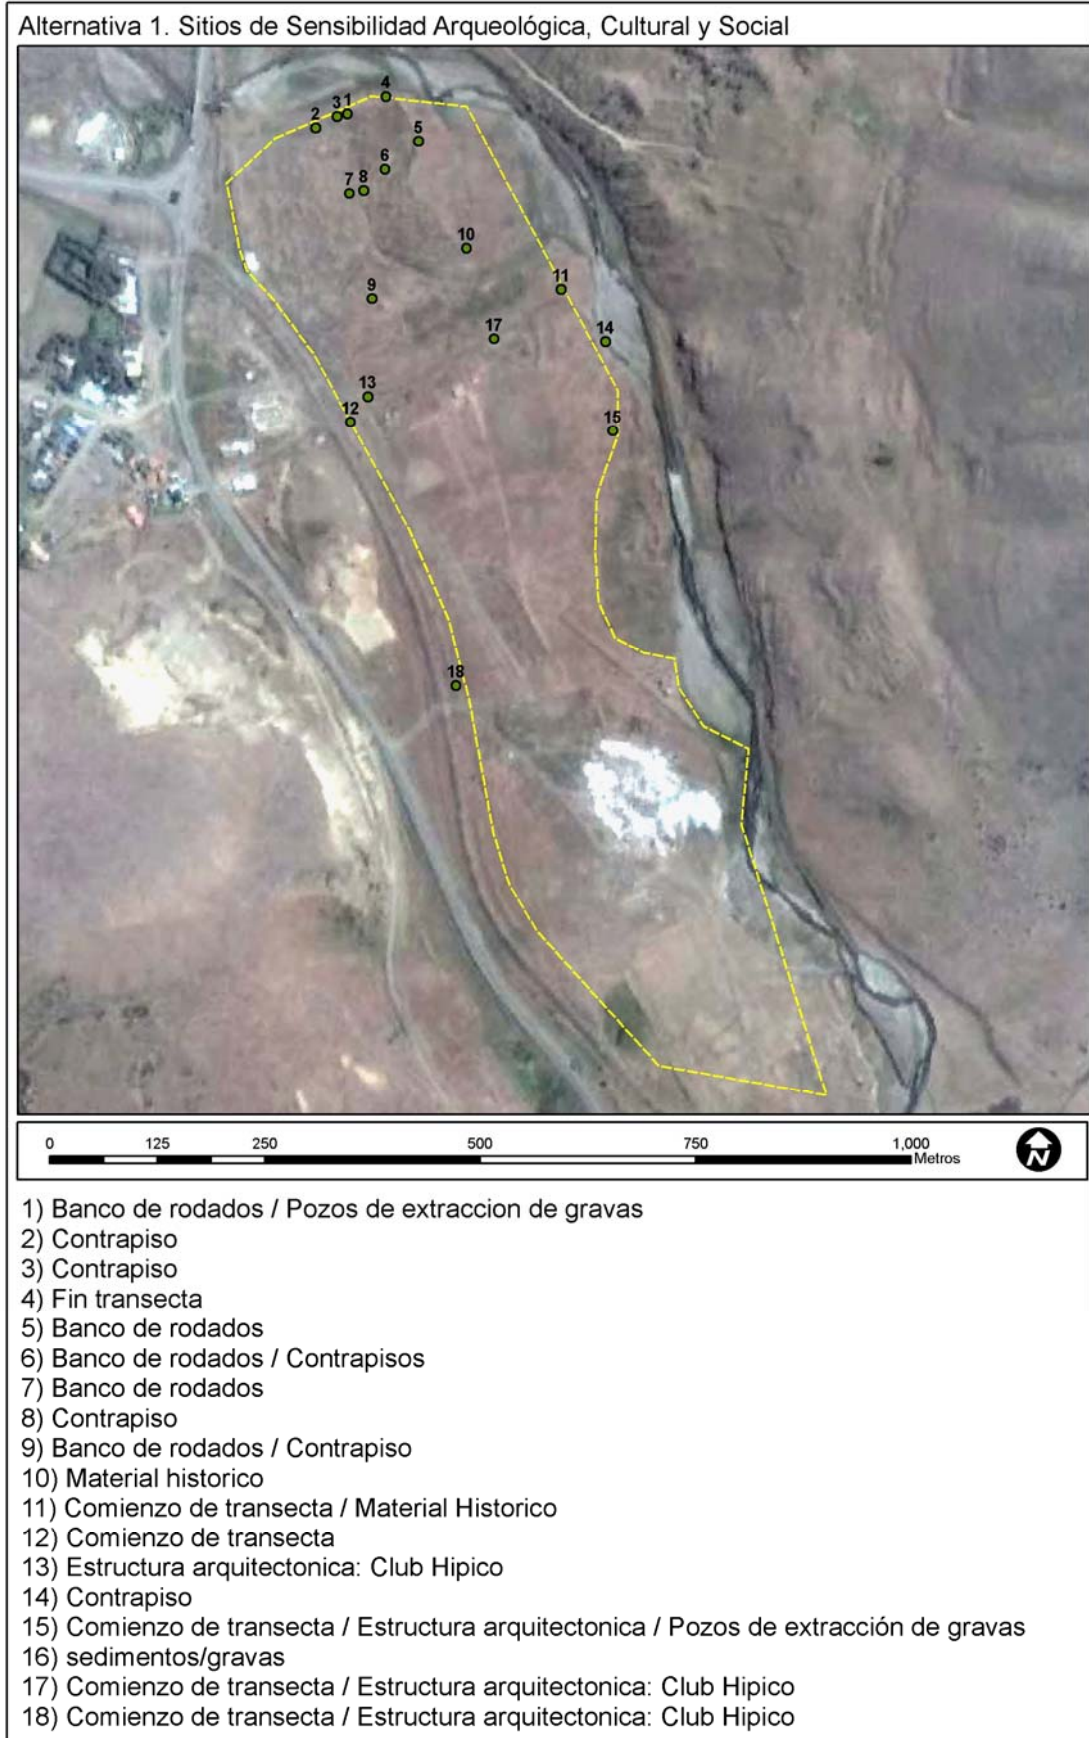 Alternativa 1. Sitios de Sensibilidad Arqueológica, Cultural y Social
4
3 1
2
5
6
7 8
10
11
9
17
14
13
12
15
18
0 125 250 500 750 1,000
Metros
N
1) Banco de rodados / Pozos de extraccion de gravas
2) Contrapiso
3) Contrapiso
4) Fin transecta
5) Banco de rodados
6) Banco de rodados / Contrapisos
7) Banco de rodados
8) Contrapiso
9) Banco de rodados / Contrapiso
10) Material historico
11) Comienzo de transecta / Material Historico
12) Comienzo de transecta
13) Estructura arquitectonica: Club Hipico
14) Contrapiso
15) Comienzo de transecta / Estructura arquitectonica / Pozos de extracción de gravas
16) sedimentos/gravas
17) Comienzo de transecta / Estructura arquitectonica: Club Hipico
18) Comienzo de transecta / Estructura arquitectonica: Club Hipico